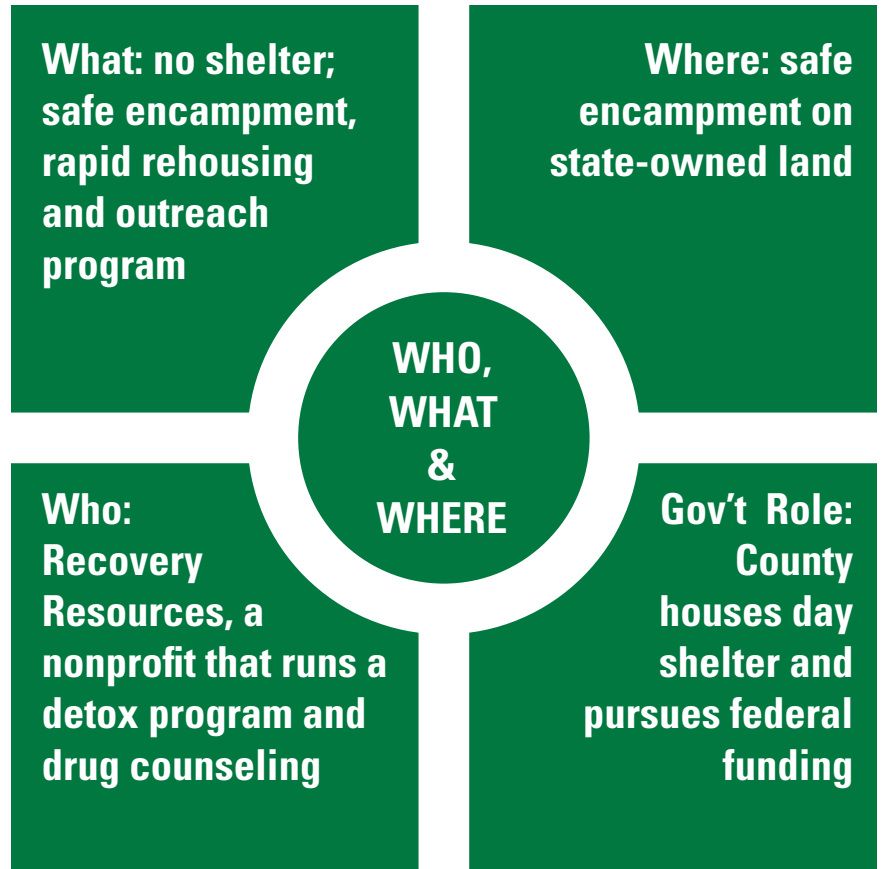 What: no shelter;
safe encampment,
rapid rehousing
and outreach
program
Where: safe
encampment on
state-owned land
WHO,
WHAT
&
WHERE
Who:
Recovery
Resources, a
nonprofit that runs a
detox program and
drug counseling
Gov’t Role:
County
houses day
shelter and
pursues federal
funding